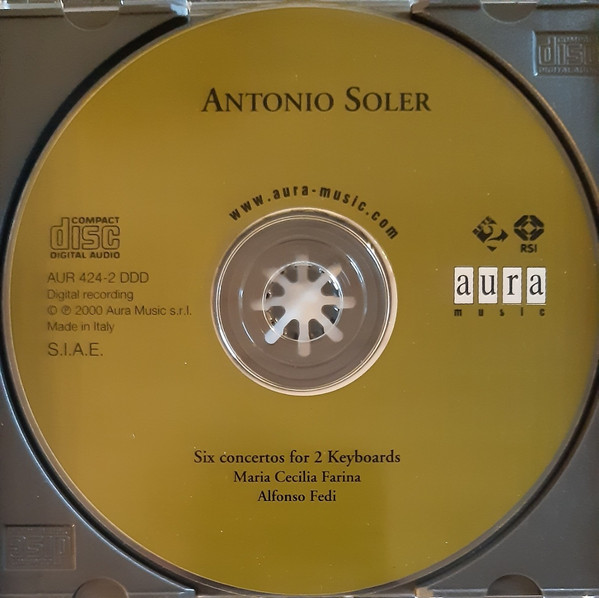 ANTONIO SOLER
www.aura-music.com
COMPACT
disc
DIGITAL AUDIO
AUR 424-2 DDD
Digital recording
© ℗ 2000 Aura Music s.r.l.
Made in Italy
S.I.A.E.
RSI
aura
music
Six concertos for 2 Keyboards
Maria Cecilia Farina
Alfonso Fedi
disc